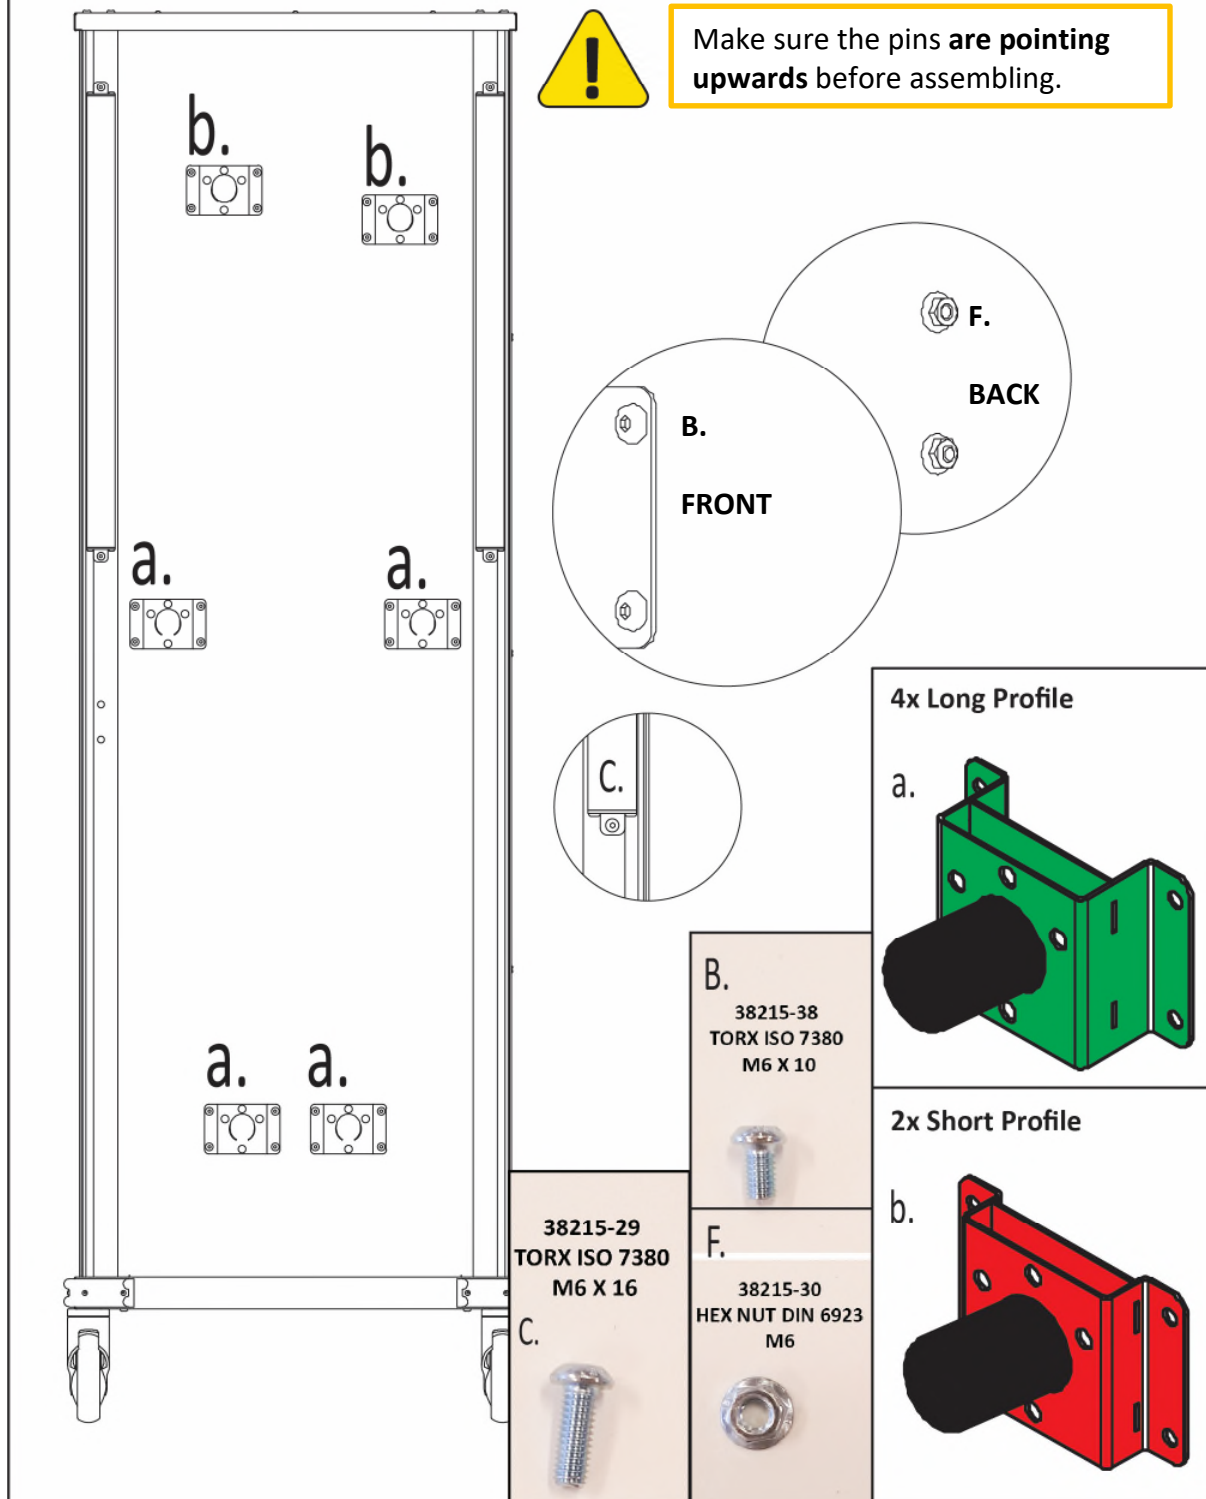 Make sure the pins are pointing
upwards before assembling.
b.
b.
F.
BACK
B.
FRONT
a.
a.
C.
4x Long Profile
a.
B.
38215-38
TORX ISO 7380
M6 X 10
a.
a.
2x Short Profile
b.
38215-29
TORX ISO 7380
M6 X 16
C.
F.
38215-30
HEX NUT DIN 6923
M6